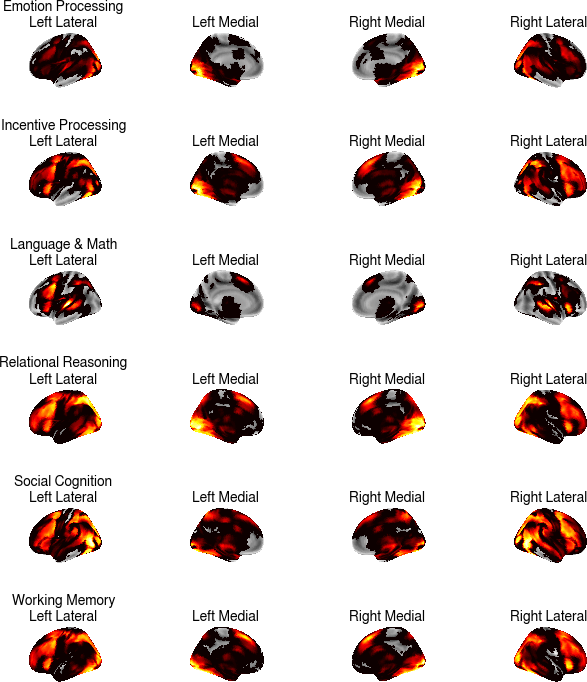 Emotion Processing
Left Lateral Left Medial Right Medial Right Lateral
Incentive Processing
Left Lateral Left Medial Right Medial Right Lateral
Language & Math
Left Lateral Left Medial Right Medial Right Lateral
Relational Reasoning
Left Lateral Left Medial Right Medial Right Lateral
Social Cognition
Left Lateral Left Medial Right Medial Right Lateral
Working Memory
Left Lateral Left Medial Right Medial Right Lateral